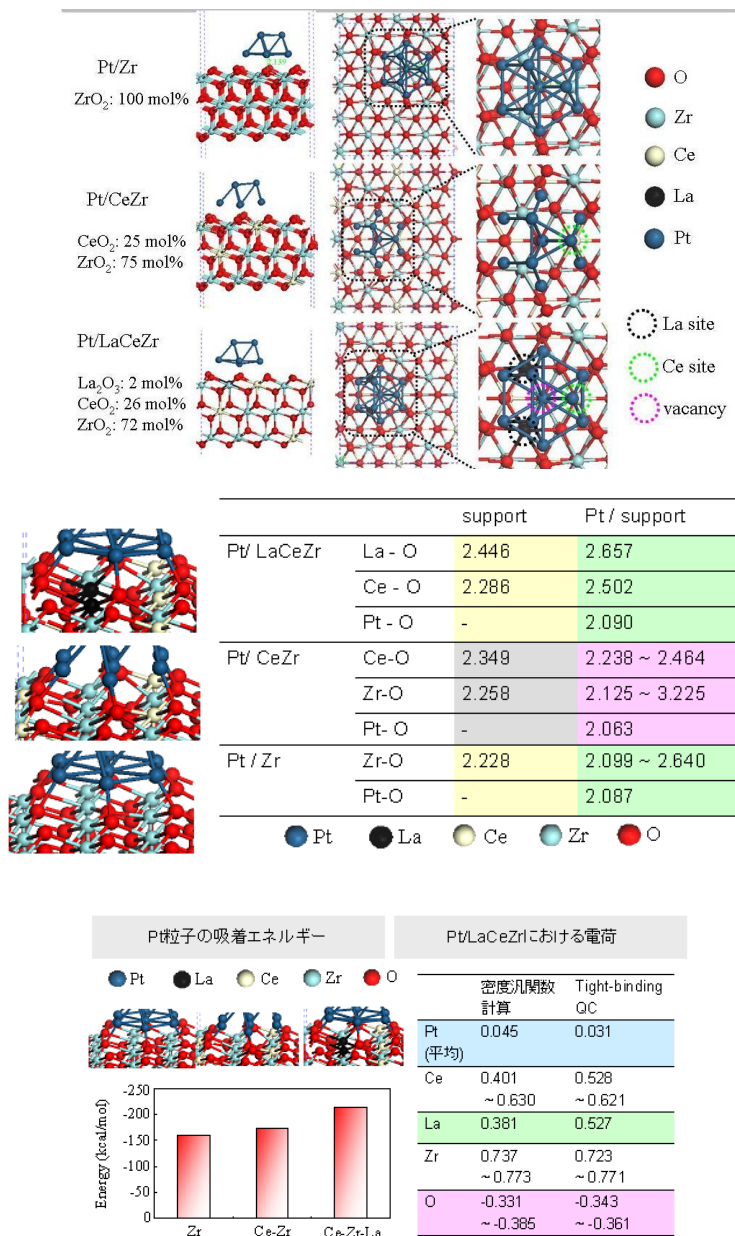 Pt/Zr
ZrO2: 100 mol%
Pt/CeZr
CeO2: 25 mol%
ZrO2: 75 mol%
Pt/LaCeZr
La2O3: 2 mol%
CeO2: 26 mol%
ZrO2: 72 mol%
O
Zr
Ce
La
Pt
La site
Ce site
vacancy
support Pt / support
Pt/ LaCeZr La - O 2.446 2.657
Ce - O 2.286 2.502
Pt - O - 2.090
Pt/ CeZr Ce-O 2.349 2.238 ~ 2.464
Zr-O 2.258 2.125 ~ 3.225
Pt- O - 2.063
Pt / Zr Zr-O 2.228 2.099 ~ 2.640
Pt-O - 2.087
Pt La Ce Zr O
Pt粒子の吸着エネルギー
Pt La Ce Zr O
Energy (kcal/mol)
-250
-200
-150
-100
-50
0
Zr Ce-Zr Ce-Zr-La
Pt/LaCeZrにおける電荷
密度汎関数 Tight-binding
計算 QC
Pt 0.045 0.031
(平均)
Ce 0.401 0.528
~0.630 ~0.621
La 0.381 0.527
Zr 0.737 0.723
~0.773 ~0.771
O -0.331 -0.343
~-0.385 ~-0.361